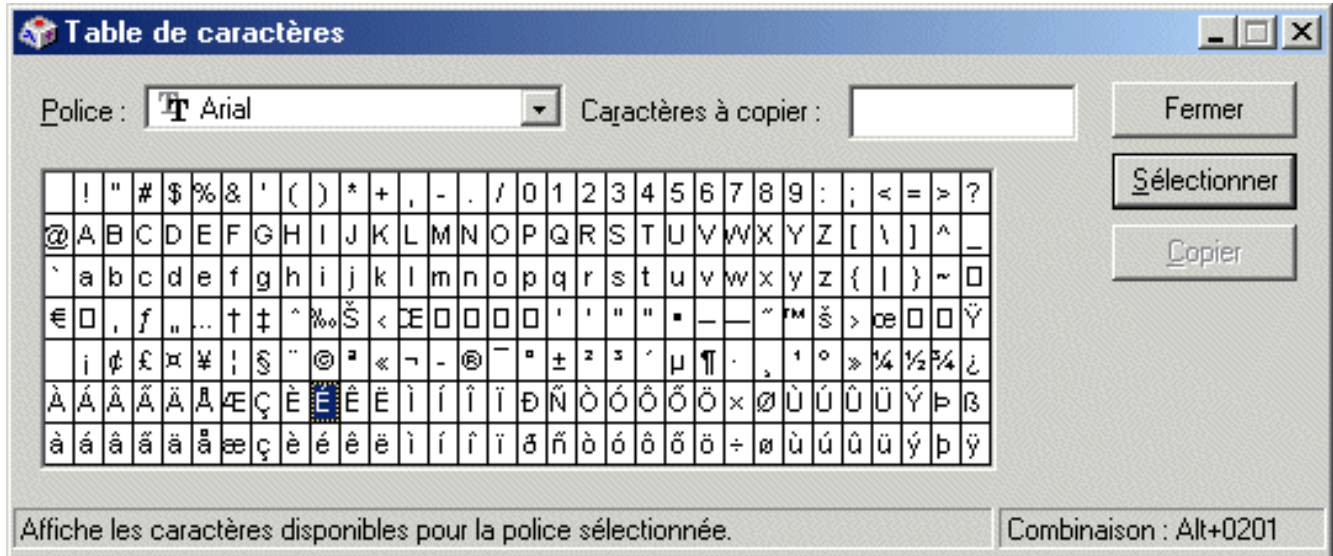 Table de caractères
Police : Arial Caractères à copier : Fermer
Sélectionner
Copier
! " # $ % & ' ( ) * + , - . / 0 1 2 3 4 5 6 7 8 9 : ; < = > ?
@ A B C D E F G H I J K L M N O P Q R S T U V W X Y Z [ \ ] ^ _
` a b c d e f g h i j k l m n o p q r s t u v w x y z { | } ~ □
€ □ ‚ ƒ „ … † ‡ ˆ ‰ Š ‹ Œ □ □ □ □ ' ' " " ▪ – — ˜ ™ š › œ □ □ Ÿ
¡ ¢ £ ¤ ¥ ¦ § ¨ © ª « ¬ - ® ¯ ° ± ² ³ ´ µ ¶ · ¸ ¹ º » ¼ ½ ¾ ¿
À Á Â Ã Ä Å Æ Ç È É Ê Ë Ì Í Î Ï Ð Ñ Ò Ó Ô Õ Ö × Ø Ù Ú Û Ü Ý Þ ß
à á â ã ä å æ ç è é ê ë ì í î ï ð ñ ò ó ô õ ö ÷ ø ù ú û ü ý þ ÿ
Affiche les caractères disponibles pour la police sélectionnée. Combinaison : Alt+0201